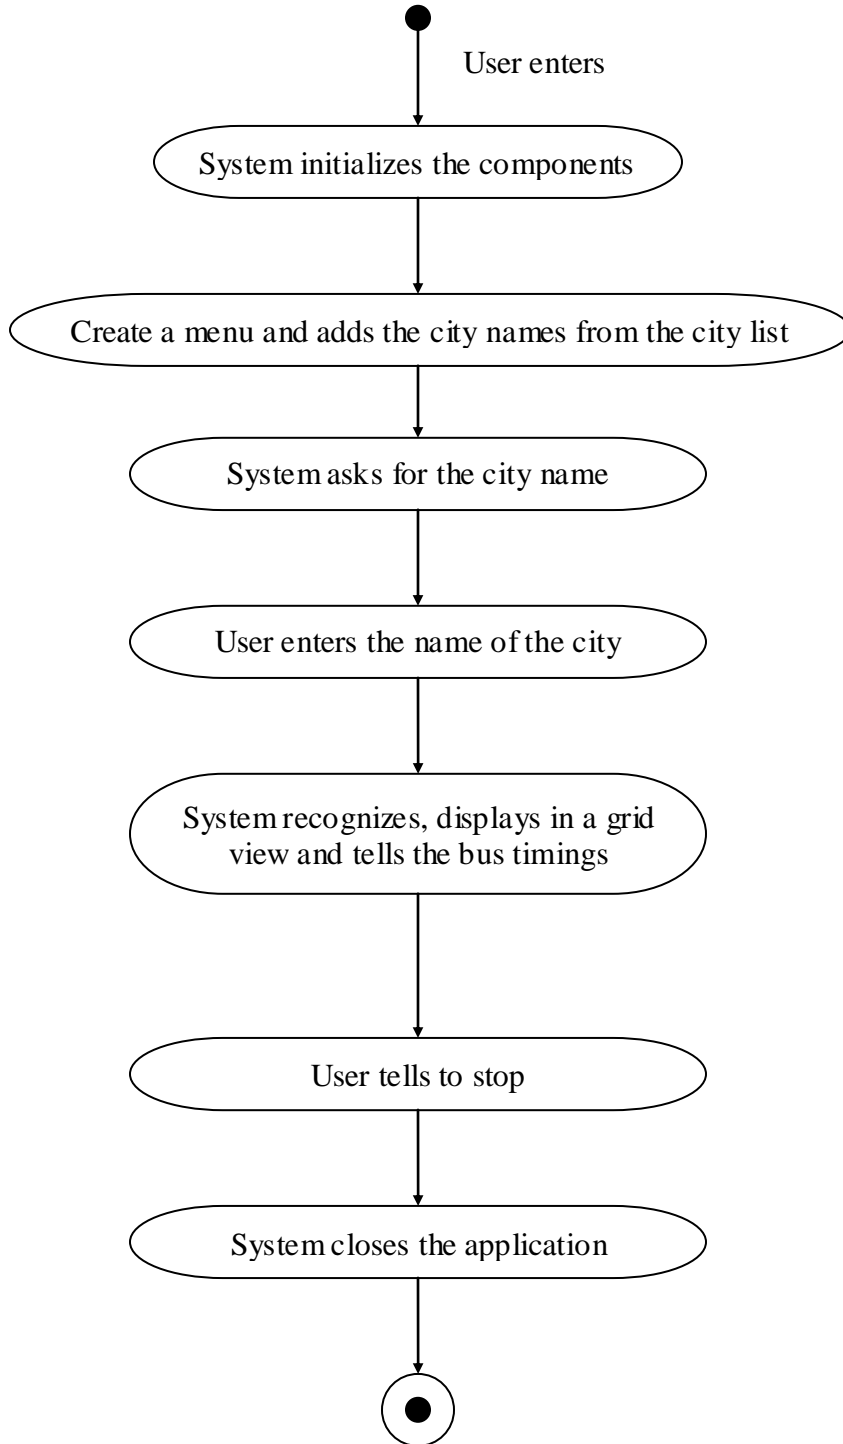 User enters
System initializes the components
Create a menu and adds the city names from the city list
System asks for the city name
User enters the name of the city
System recognizes, displays in a grid
view and tells the bus timings
User tells to stop
System closes the application